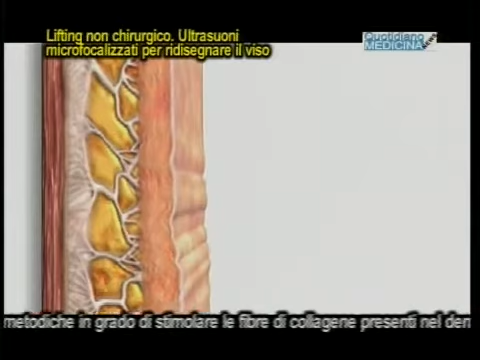 Lifting non chirurgico. Ultrasuoni
microfocalizzati per ridisegnare il viso
Quotidiano
MEDICINA
metodiche in grado di stimolare le fibre di collagene presenti nel den